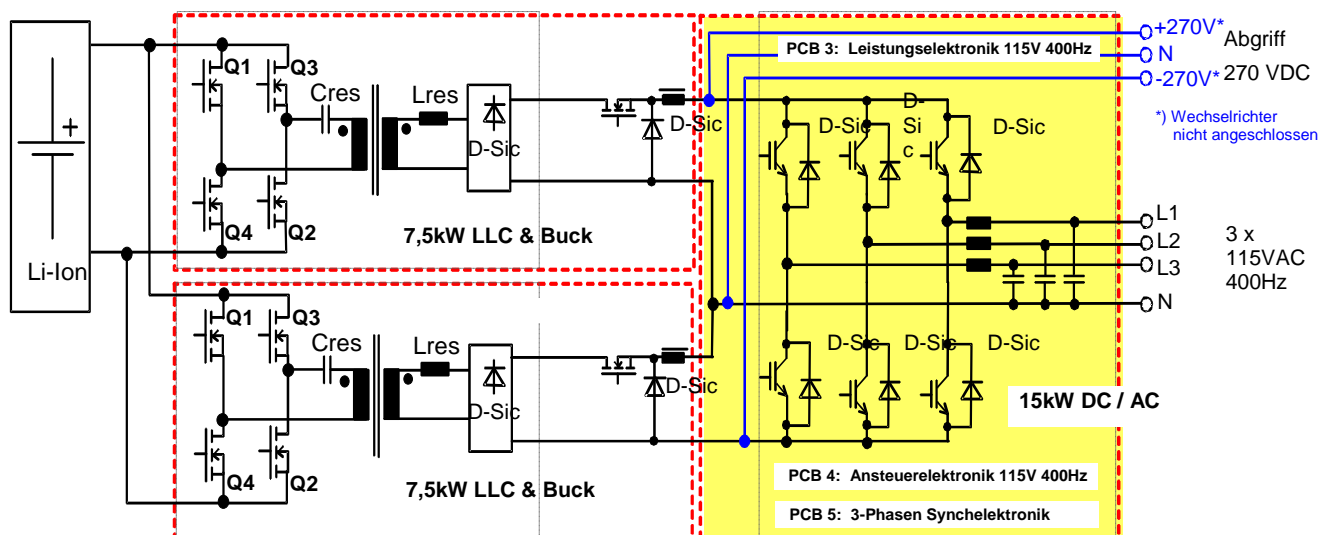 +270V*
Abgriff
N
-270V*
270 VDC
*) Wechselrichter
nicht angeschlossen
PCB 3: Leistungselektronik 115V 400Hz
Q1
Q3
Cres
Lres
D-Sic
D-Sic
D-Sic
D-
Si
c
D-Sic
+
Q4
Q2
Li-Ion
7,5kW LLC & Buck
L1
L2
L3
N
3 x
115VAC
400Hz
Q1
Q3
Cres
Lres
D-Sic
D-Sic
D-Sic
D-Sic
D-Sic
Q4
Q2
7,5kW LLC & Buck
15kW DC / AC
PCB 4: Ansteuerelektronik 115V 400Hz
PCB 5: 3-Phasen Synchelektronik